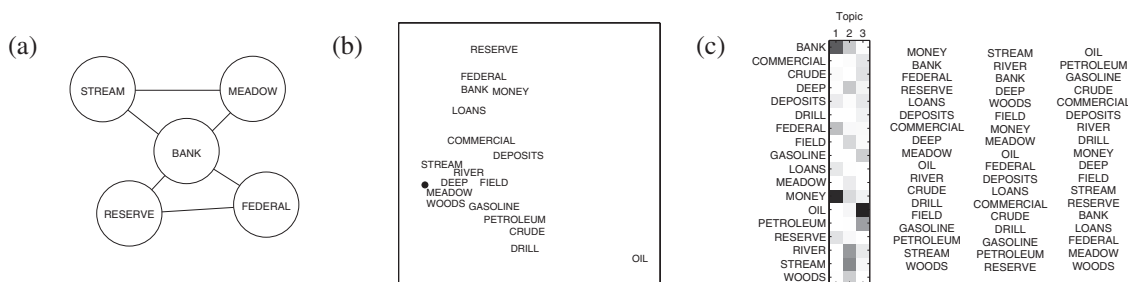 (a)
STREAM
MEADOW
BANK
RESERVE
FEDERAL
(b)
RESERVE
FEDERAL
BANK MONEY
LOANS
COMMERCIAL
DEPOSITS
STREAM
RIVER
DEEP FIELD
MEADOW
WOODS
GASOLINE
PETROLEUM
CRUDE
DRILL
OIL
(c)
Topic
1 2 3
BANK
COMMERCIAL
CRUDE
DEEP
DEPOSITS
DRILL
FEDERAL
FIELD
GASOLINE
LOANS
MEADOW
MONEY
OIL
PETROLEUM
RESERVE
RIVER
STREAM
WOODS
MONEY
BANK
FEDERAL
RESERVE
LOANS
DEPOSITS
COMMERCIAL
DEEP
MEADOW
OIL
RIVER
CRUDE
DRILL
FIELD
GASOLINE
PETROLEUM
STREAM
WOODS
STREAM
RIVER
BANK
DEEP
WOODS
FIELD
MONEY
MEADOW
OIL
FEDERAL
DEPOSITS
LOANS
COMMERCIAL
CRUDE
DRILL
GASOLINE
PETROLEUM
RESERVE
OIL
PETROLEUM
GASOLINE
CRUDE
COMMERCIAL
DEPOSITS
RIVER
DRILL
MONEY
DEEP
FIELD
STREAM
RESERVE
BANK
LOANS
FEDERAL
MEADOW
WOODS